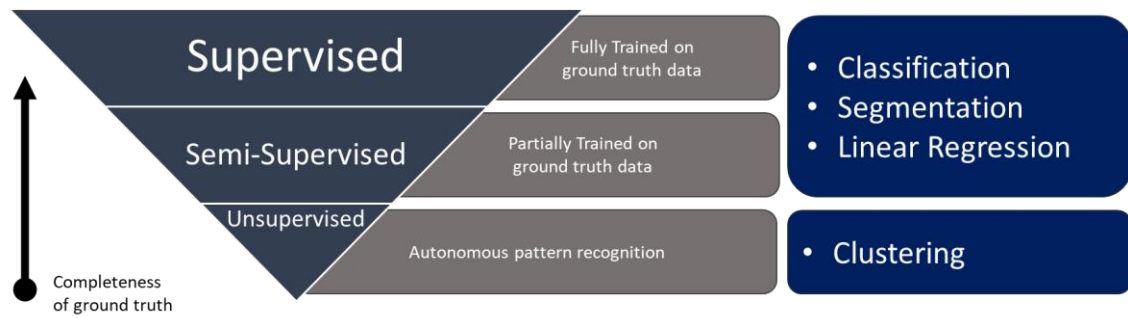 Supervised
Fully Trained on
ground truth data
• Classification
• Segmentation
• Linear Regression
Semi-Supervised
Partially Trained on
ground truth data
Unsupervised
Autonomous pattern recognition
• Clustering
Completeness
of ground truth